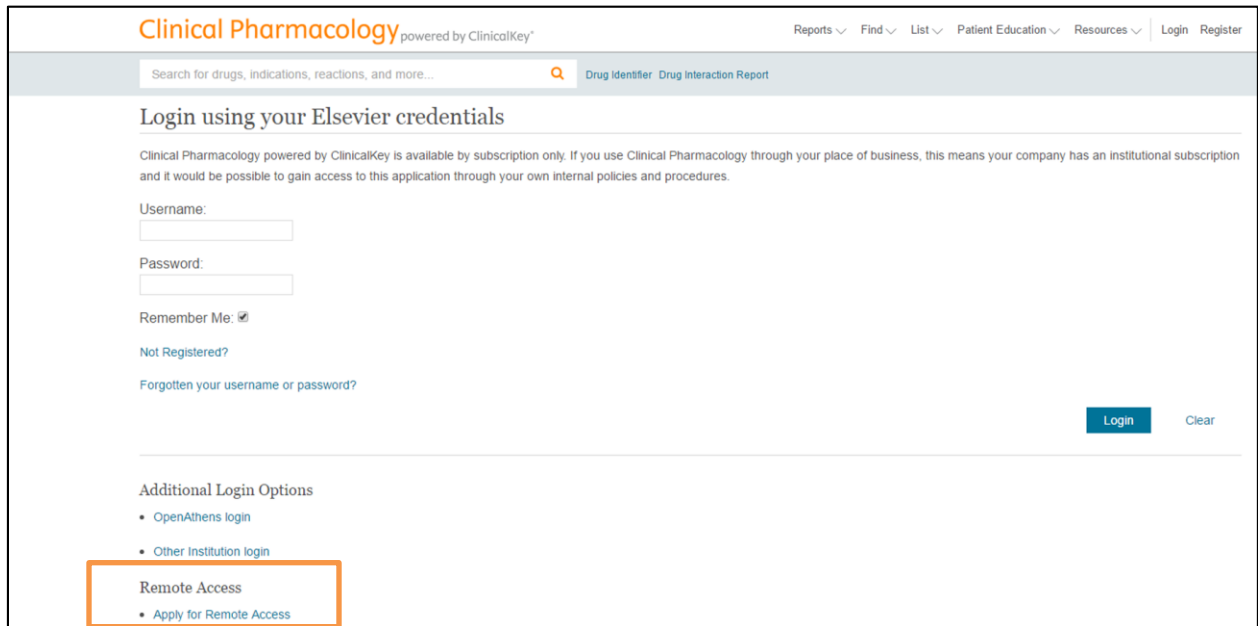 Clinical Pharmacology powered by ClinicalKey®
Reports Find List Patient Education Resources Login Register
Search for drugs, indications, reactions, and more... Drug Identifier Drug Interaction Report
Login using your Elsevier credentials
Clinical Pharmacology powered by ClinicalKey is available by subscription only. If you use Clinical Pharmacology through your place of business, this means your company has an institutional subscription
and it would be possible to gain access to this application through your own internal policies and procedures.
Username:
Password:
Remember Me:
Not Registered?
Forgotten your username or password?
Login Clear
Additional Login Options
• OpenAthens login
• Other Institution login
Remote Access
• Apply for Remote Access